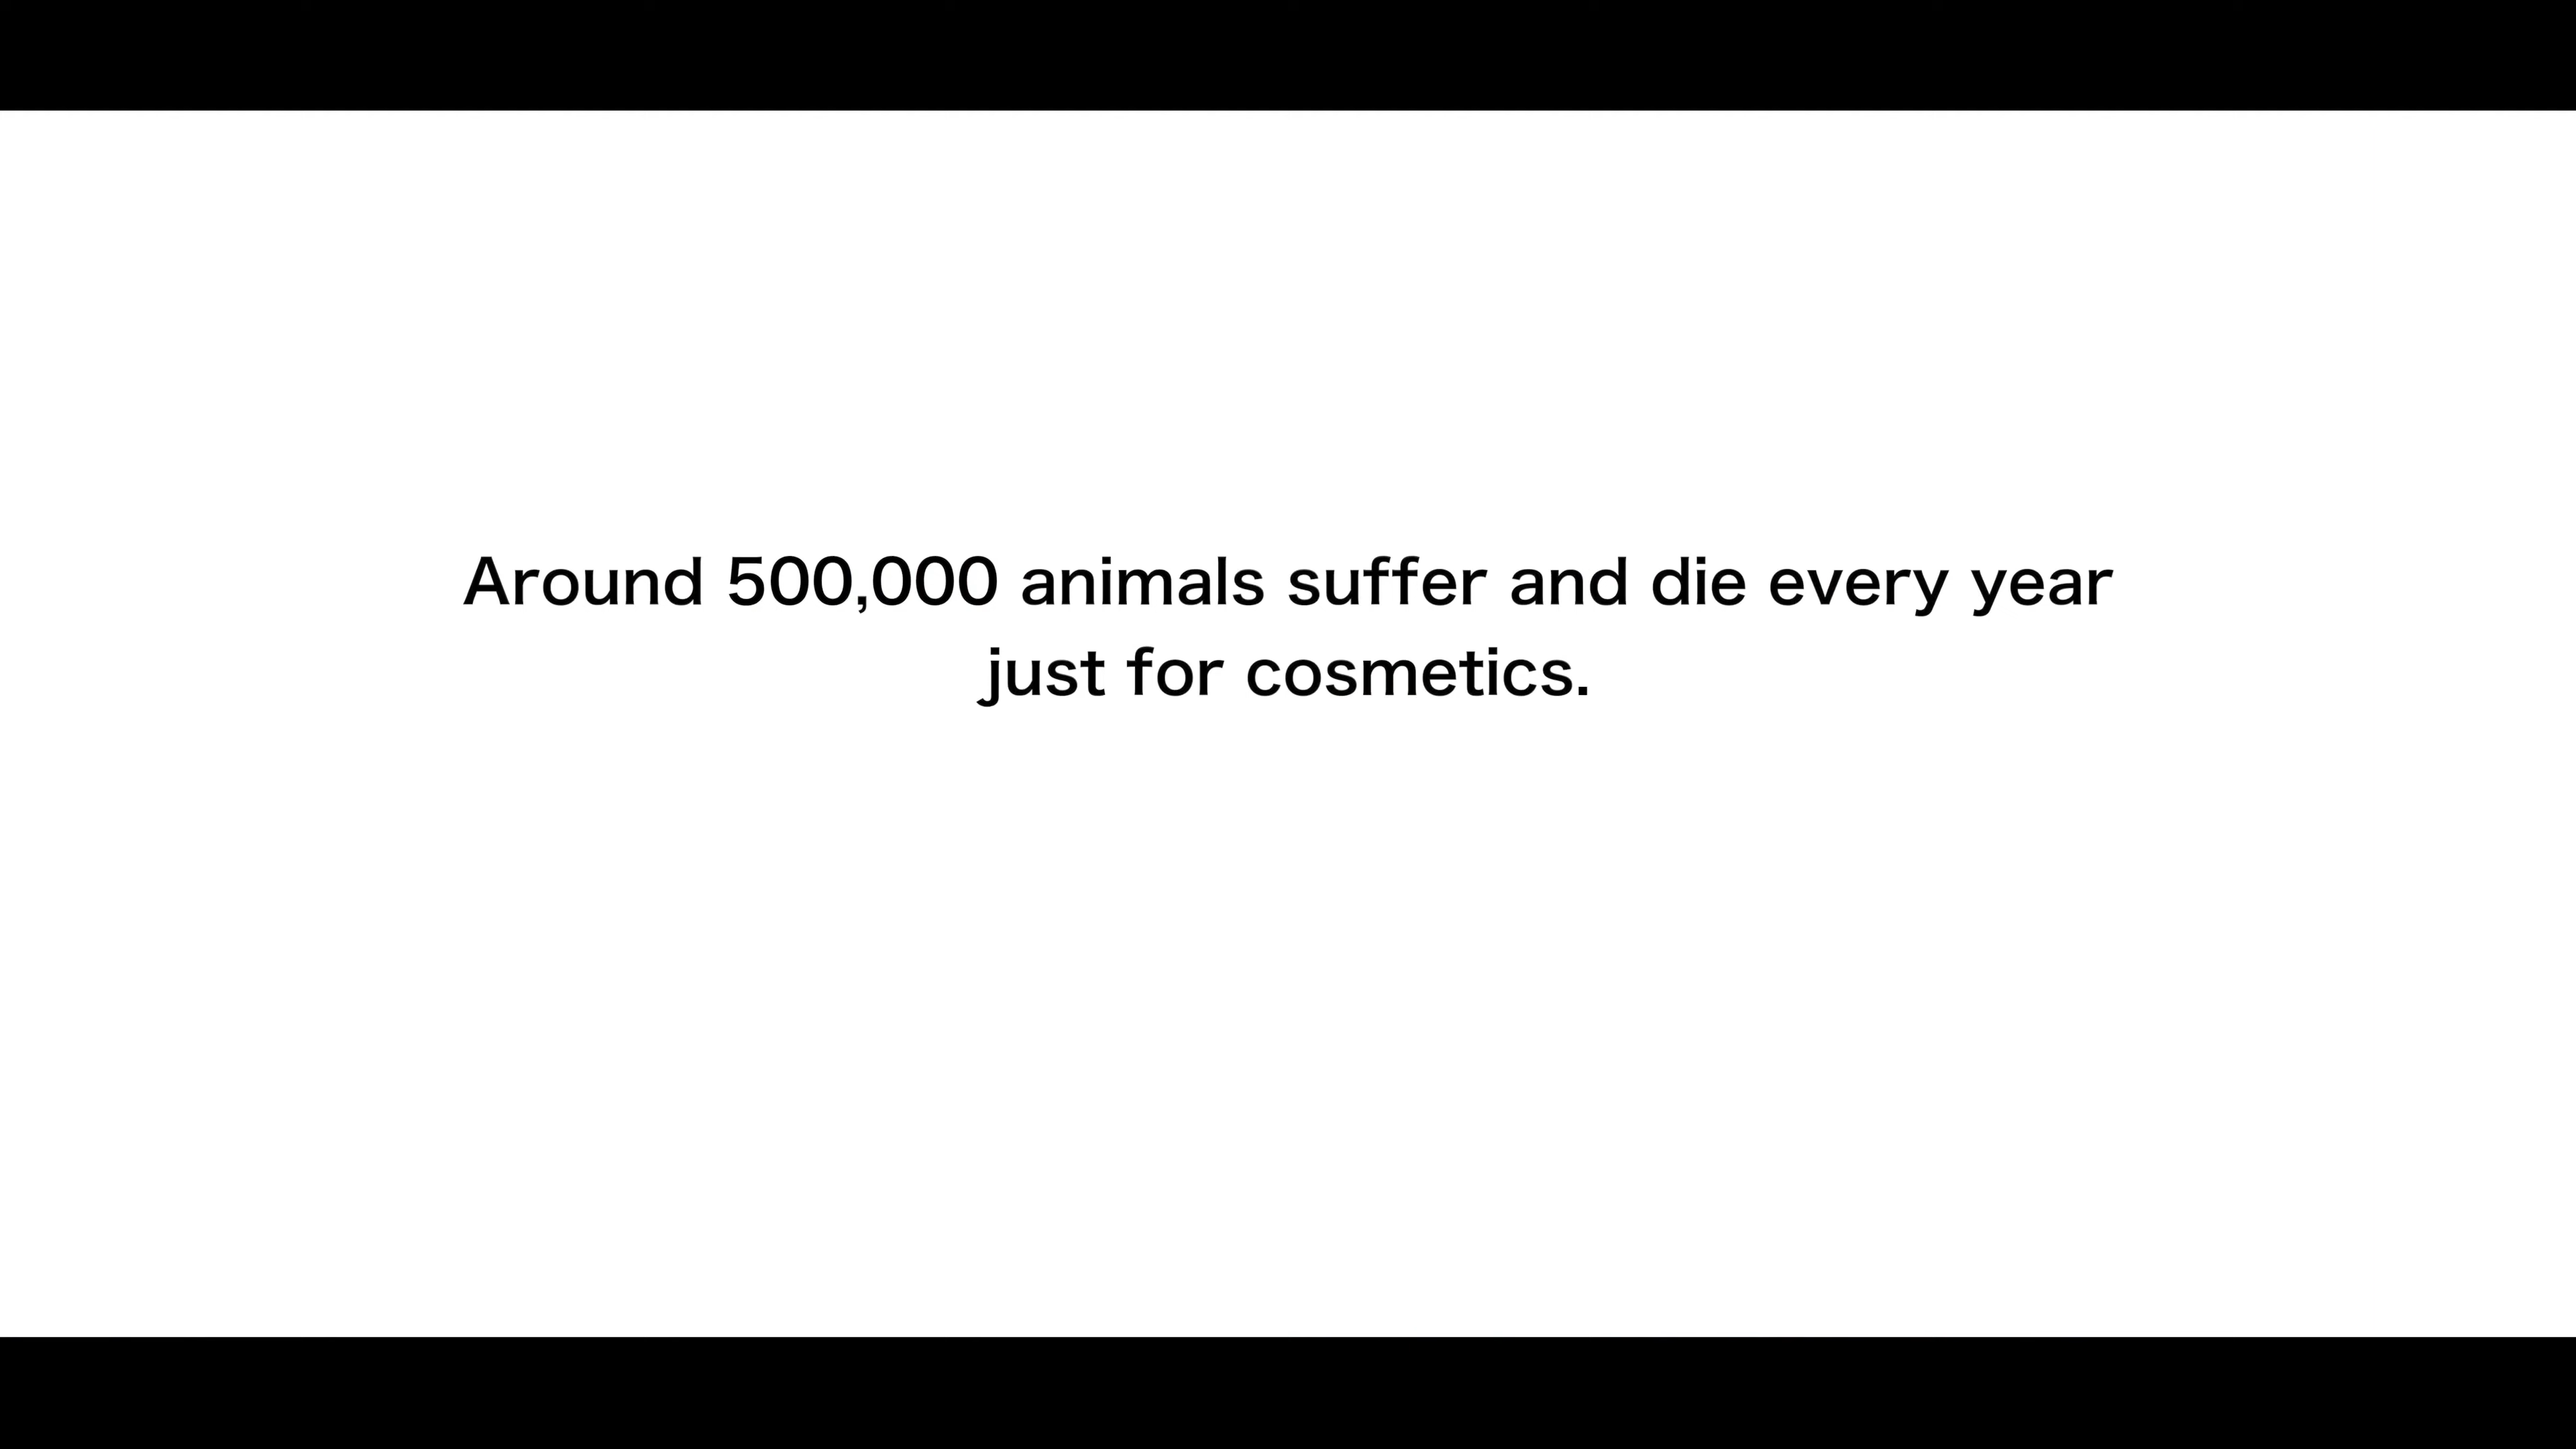 Around 500,000 animals suffer and die every year
just for cosmetics.